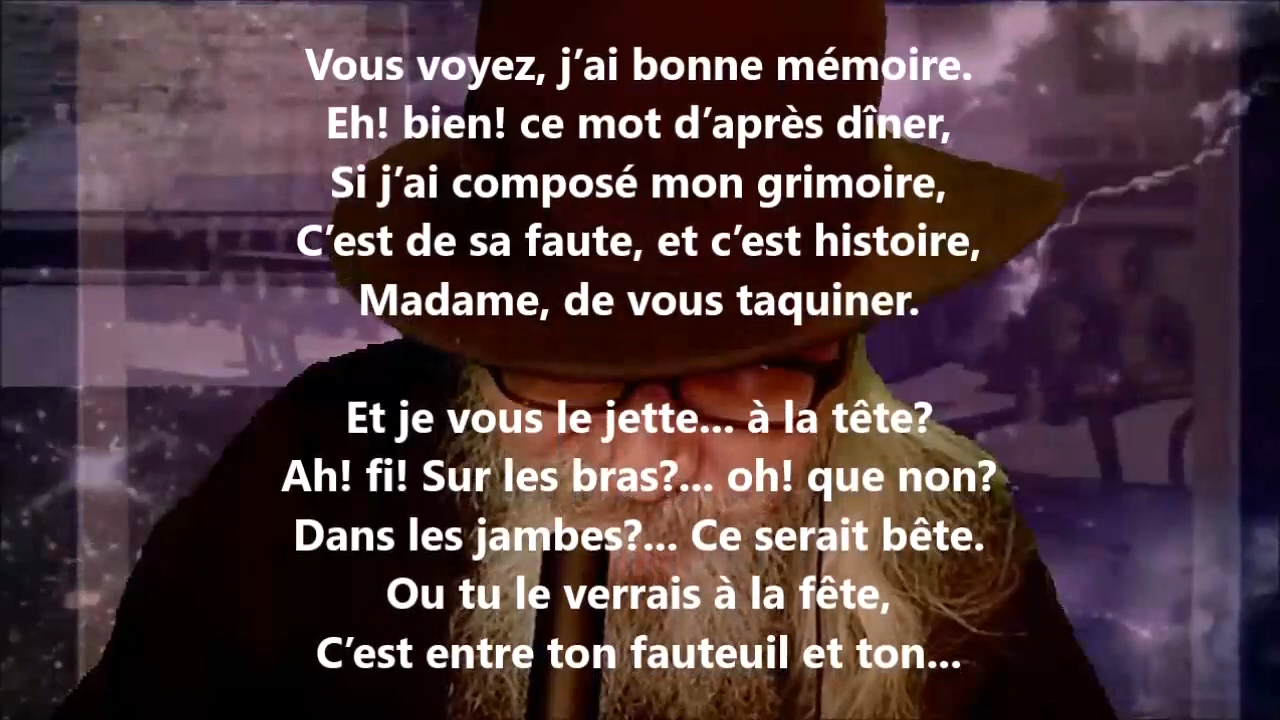 Vous voyez, j’ai bonne mémoire.
Eh! bien! ce mot d’après dîner,
Si j’ai composé mon grimoire,
C’est de sa faute, et c’est histoire,
Madame, de vous taquiner.
Et je vous le jette... à la tête?
Ah! fi! Sur les bras?... oh! que non?
Dans les jambes?... Ce serait bête.
Ou tu le verrais à la fête,
C’est entre ton fauteuil et ton...